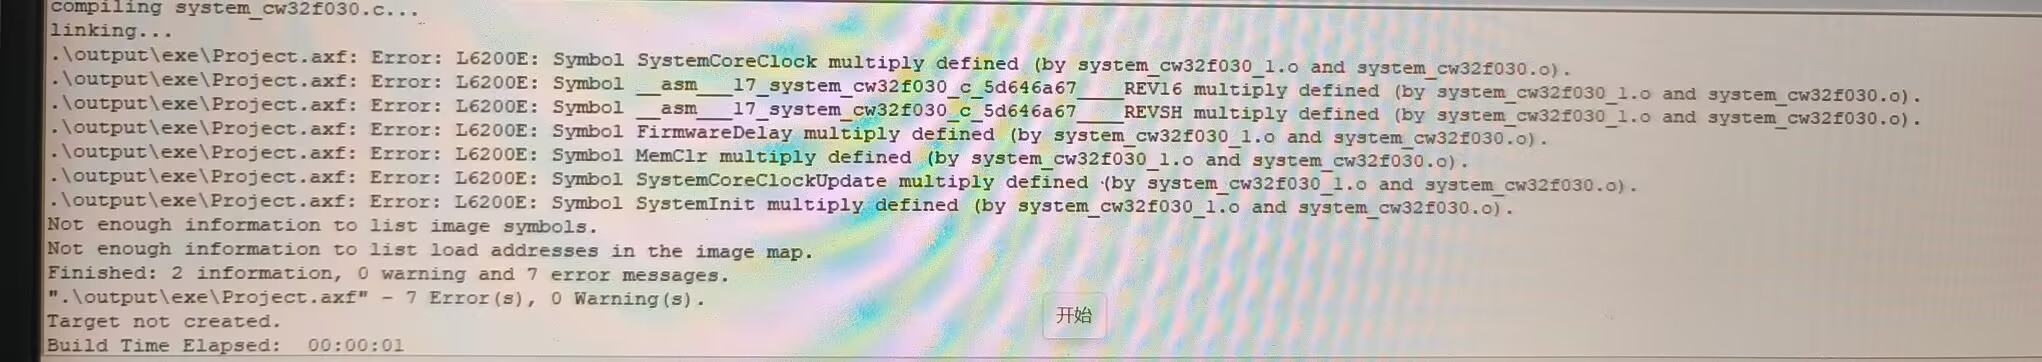 compiling system_cw32f030.c...
linking...
.\output\exe\Project.axf: Error: L6200E: Symbol SystemCoreClock multiply defined (by system_cw32f030_1.o and system_cw32f030.o).
.\output\exe\Project.axf: Error: L6200E: Symbol __asm___17_system_cw32f030_c_5d646a67____REV16 multiply defined (by system_cw32f030_1.o and system_cw32f030.o).
.\output\exe\Project.axf: Error: L6200E: Symbol __asm___17_system_cw32f030_c_5d646a67____REVSH multiply defined (by system_cw32f030_1.o and system_cw32f030.o).
.\output\exe\Project.axf: Error: L6200E: Symbol FirmwareDelay multiply defined (by system_cw32f030_1.o and system_cw32f030.o).
.\output\exe\Project.axf: Error: L6200E: Symbol MemClr multiply defined (by system_cw32f030_1.o and system_cw32f030.o).
.\output\exe\Project.axf: Error: L6200E: Symbol SystemCoreClockUpdate multiply defined (by system_cw32f030_1.o and system_cw32f030.o).
.\output\exe\Project.axf: Error: L6200E: Symbol SystemInit multiply defined (by system_cw32f030_1.o and system_cw32f030.o).
Not enough information to list image symbols.
Not enough information to list load addresses in the image map.
Finished: 2 information, 0 warning and 7 error messages.
".\output\exe\Project.axf" - 7 Error(s), 0 Warning(s).
开始
Target not created.
Build Time Elapsed:  00:00:01